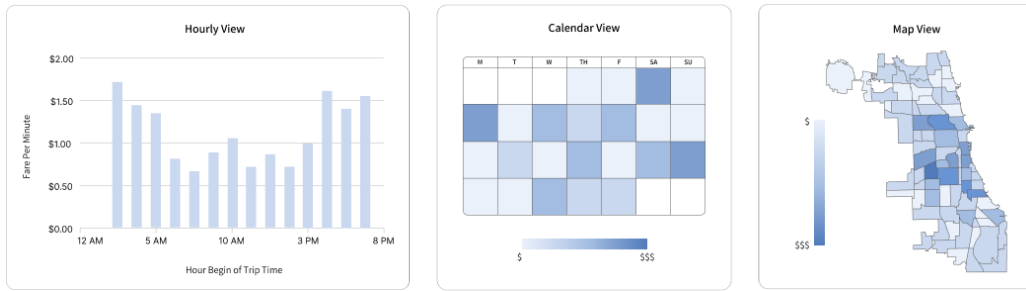 Hourly View
Fare Per Minute
$2.00
$1.50
$1.00
$0.50
$0.00
12 AM 5 AM 10 AM 3 PM 8 PM
Hour Begin of Trip Time
Calendar View
M T W TH F SA SU
$ $$$
Map View
$
$$$